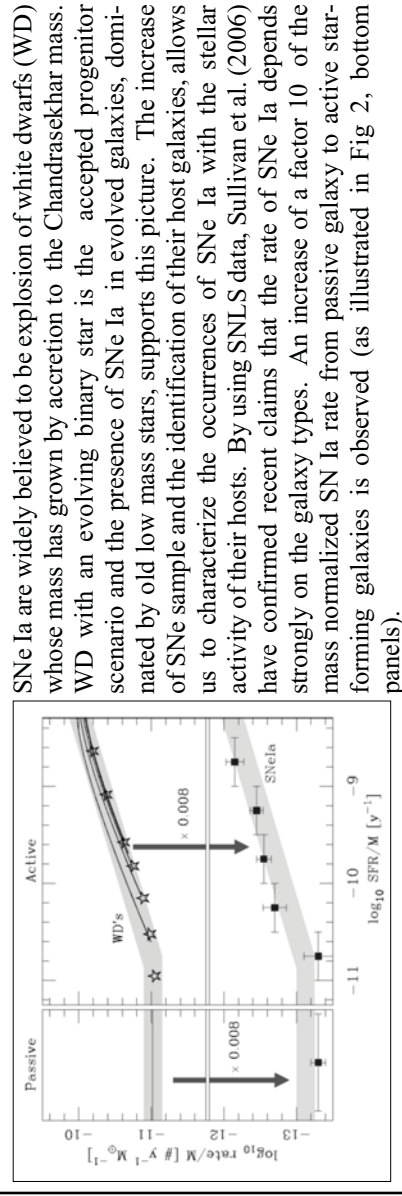 SNe Ia are widely believed to be explosion of white dwarfs (WD)
whose mass has grown by accretion to the Chandrasekhar mass.
WD with an evolving binary star is the accepted progenitor
scenario and the presence of SNe Ia in evolved galaxies, domi-
nated by old low mass stars, supports this picture. The increase
of SNe sample and the identification of their host galaxies, allows
us to characterize the occurrences of SNe Ia with the stellar
activity of their hosts. By using SNLS data, Sullivan et al. (2006)
have confirmed recent claims that the rate of SNe Ia depends
strongly on the galaxy types. An increase of a factor 10 of the
mass normalized SN Ia rate from passive galaxy to active star-
forming galaxies is observed (as illustrated in Fig 2, bottom
panels).
Passive
Active
WD's
× 0.008
× 0.008
SNeIa
−10
−11
−12
−13
log₁₀ rate/M [# y⁻¹ M☉⁻¹]
−11
−10
−9
log₁₀ SFR/M [y⁻¹]